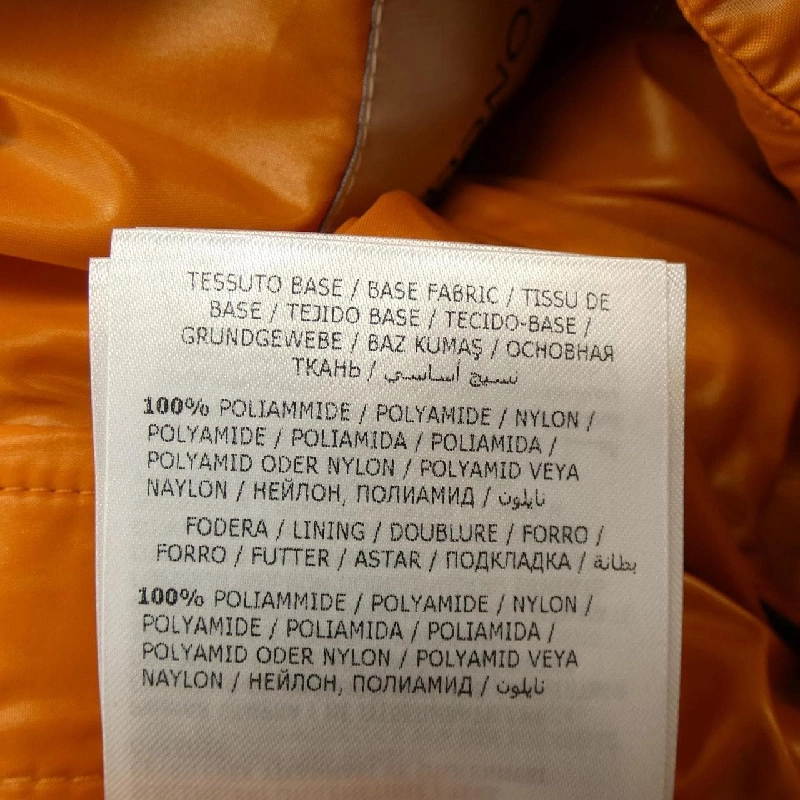 TESSUTO BASE / BASE FABRIC / TISSU DE
BASE / TEJIDO BASE / TECIDO-BASE /
GRUNDGEWEBE / BAZ KUMAŞ / ОСНОВНАЯ
ТКАНЬ / نسيج أساسي
100% POLIAMMIDE / POLYAMIDE / NYLON /
POLYAMIDE / POLIAMIDA / POLIAMIDA /
POLYAMID ODER NYLON / POLYAMID VEYA
NAYLON / НЕЙЛОН, ПОЛИАМИД / نايلون
FODERA / LINING / DOUBLURE / FORRO /
FORRO / FUTTER / ASTAR / ПОДКЛАДКА / بطانة
100% POLIAMMIDE / POLYAMIDE / NYLON /
POLYAMIDE / POLIAMIDA / POLIAMIDA /
POLYAMID ODER NYLON / POLYAMID VEYA
NAYLON / НЕЙЛОН, ПОЛИАМИД / نايلون